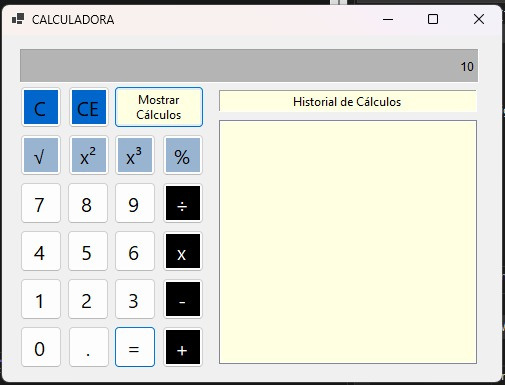 CALCULADORA
10
C CE Mostrar
Cálculos
Historial de Cálculos
√ x² x³ %
7 8 9 ÷
4 5 6 x
1 2 3 -
0 . = +